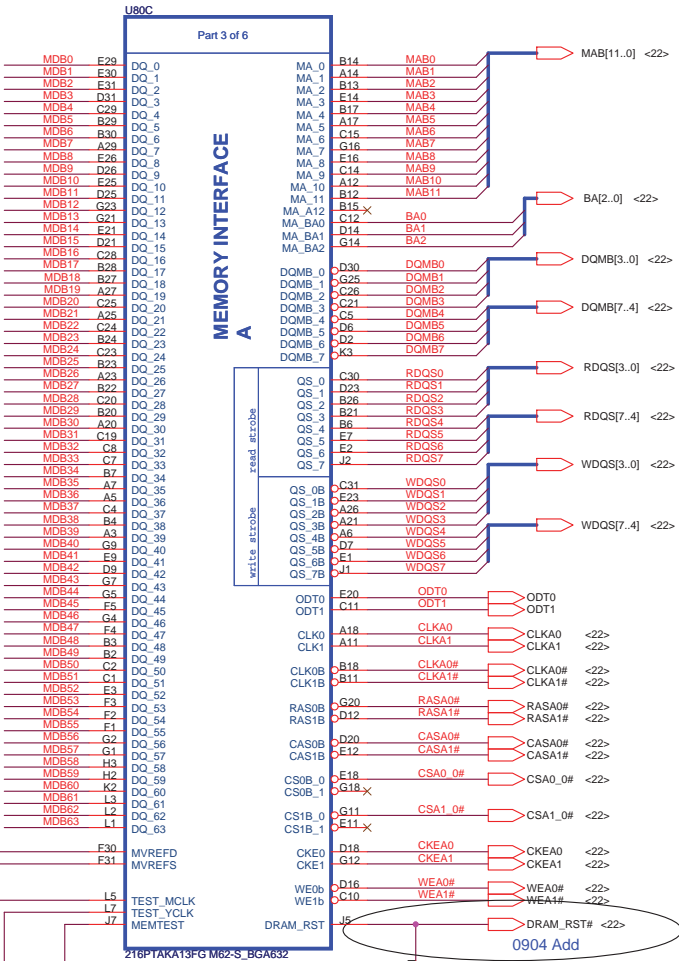 U80C
Part 3 of 6
MDB0 E29 DQ_0
MDB1 E30 DQ_1
MDB2 E31 DQ_2
MDB3 D31 DQ_3
MDB4 C29 DQ_4
MDB5 B29 DQ_5
MDB6 B30 DQ_6
MDB7 A29 DQ_7
MDB8 E26 DQ_8
MDB9 D26 DQ_9
MDB10 E25 DQ_10
MDB11 D25 DQ_11
MDB12 G23 DQ_12
MDB13 G21 DQ_13
MDB14 E21 DQ_14
MDB15 D21 DQ_15
MDB16 C28 DQ_16
MDB17 B28 DQ_17
MDB18 B27 DQ_18
MDB19 A27 DQ_19
MDB20 C25 DQ_20
MDB21 A25 DQ_21
MDB22 C24 DQ_22
MDB23 B24 DQ_23
MDB24 C23 DQ_24
MDB25 B23 DQ_25
MDB26 A23 DQ_26
MDB27 B22 DQ_27
MDB28 C20 DQ_28
MDB29 B20 DQ_29
MDB30 A20 DQ_30
MDB31 C19 DQ_31
MDB32 C8 DQ_32
MDB33 C7 DQ_33
MDB34 B7 DQ_34
MDB35 A7 DQ_35
MDB36 A5 DQ_36
MDB37 C4 DQ_37
MDB38 B4 DQ_38
MDB39 A3 DQ_39
MDB40 G9 DQ_40
MDB41 E9 DQ_41
MDB42 D9 DQ_42
MDB43 G7 DQ_43
MDB44 G5 DQ_44
MDB45 F5 DQ_45
MDB46 G4 DQ_46
MDB47 F4 DQ_47
MDB48 B3 DQ_48
MDB49 B2 DQ_49
MDB50 C2 DQ_50
MDB51 C1 DQ_51
MDB52 E3 DQ_52
MDB53 F3 DQ_53
MDB54 F2 DQ_54
MDB55 F1 DQ_55
MDB56 G2 DQ_56
MDB57 G1 DQ_57
MDB58 H3 DQ_58
MDB59 H2 DQ_59
MDB60 K2 DQ_60
MDB61 L3 DQ_61
MDB62 L2 DQ_62
MDB63 L1 DQ_63
F30 MVREFD
F31 MVREFS
L5 TEST_MCLK
L7 TEST_YCLK
J7 MEMTEST
MEMORY INTERFACE
A
read strobe
write strobe
MA_0 B14 MAB0 MAB[11..0] <22>
MA_1 A14 MAB1
MA_2 B13 MAB2
MA_3 E14 MAB3
MA_4 B17 MAB4
MA_5 A17 MAB5
MA_6 C15 MAB6
MA_7 G16 MAB7
MA_8 E16 MAB8
MA_9 C14 MAB9
MA_10 A12 MAB10
MA_11 B12 MAB11
MA_A12 B15
MA_BA0 C12 BA0 BA[2..0] <22>
MA_BA1 D14 BA1
MA_BA2 G14 BA2
DQMB_0 D30 DQMB0 DQMB[3..0] <22>
DQMB_1 G25 DQMB1
DQMB_2 C26 DQMB2
DQMB_3 C21 DQMB3
DQMB_4 C5 DQMB4 DQMB[7..4] <22>
DQMB_5 D6 DQMB5
DQMB_6 D2 DQMB6
DQMB_7 K3 DQMB7
QS_0 C30 RDQS0 RDQS[3..0] <22>
QS_1 D23 RDQS1
QS_2 B26 RDQS2
QS_3 B21 RDQS3
QS_4 B6 RDQS4 RDQS[7..4] <22>
QS_5 E7 RDQS5
QS_6 E2 RDQS6
QS_7 J2 RDQS7
QS_0B C31 WDQS0 WDQS[3..0] <22>
QS_1B E23 WDQS1
QS_2B A26 WDQS2
QS_3B A21 WDQS3
QS_4B A6 WDQS4 WDQS[7..4] <22>
QS_5B D7 WDQS5
QS_6B E1 WDQS6
QS_7B J1 WDQS7
ODT0 E20 ODT0 ODT0
ODT1 C11 ODT1 ODT1
CLK0 A18 CLKA0 CLKA0 <22>
CLK1 A11 CLKA1 CLKA1 <22>
CLK0B B18 CLKA0# CLKA0# <22>
CLK1B B11 CLKA1# CLKA1# <22>
RAS0B G20 RASA0# RASA0# <22>
RAS1B D12 RASA1# RASA1# <22>
CAS0B D20 CASA0# CASA0# <22>
CAS1B E12 CASA1# CASA1# <22>
CS0B_0 E18 CSA0_0# CSA0_0# <22>
CS0B_1 G18
CS1B_0 G11 CSA1_0# CSA1_0# <22>
CS1B_1 E11
CKE0 D18 CKEA0 CKEA0 <22>
CKE1 G12 CKEA1 CKEA1 <22>
WE0b D16 WEA0# WEA0# <22>
WE1b C10 WEA1# WEA1# <22>
DRAM_RST J5 DRAM_RST# <22>
0904 Add
216PTAKA13FG M62-S_BGA632